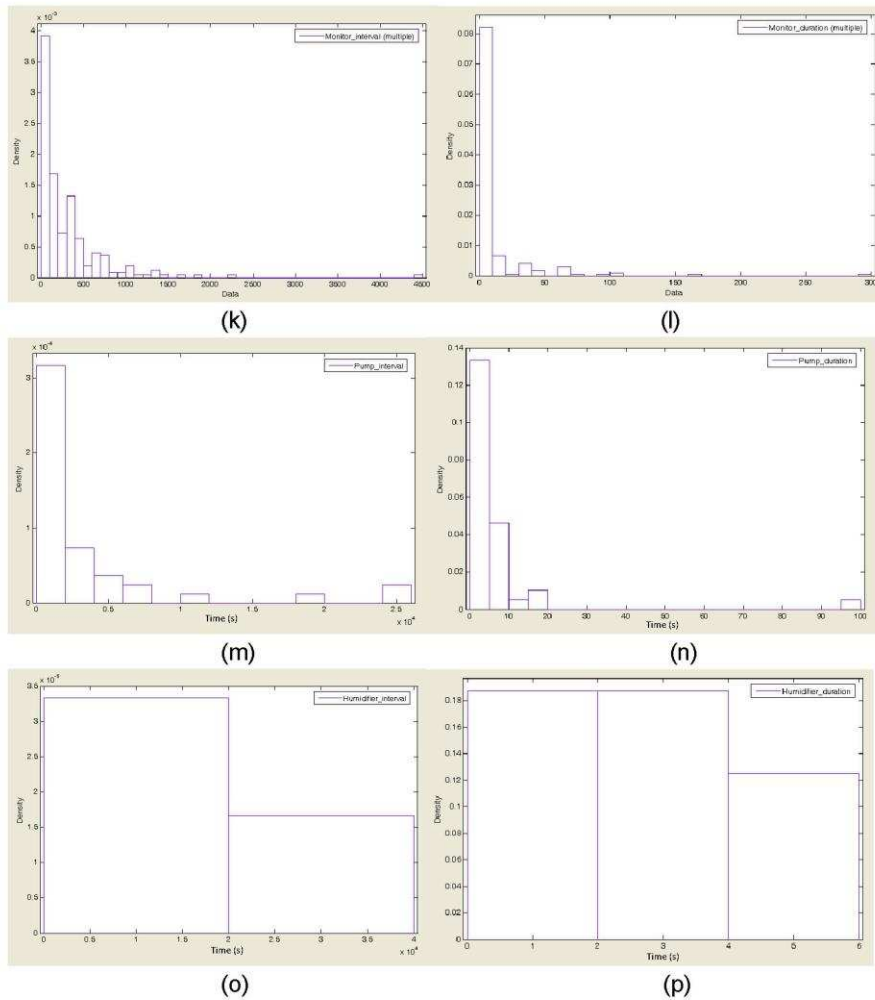 × 10⁻³
Monitor_interval (multiple)
4
3.5
3
2.5
2
1.5
1
0.5
0
Density
0 500 1000 1500 2000 2500 3000 3500 4000 4500
Data
(k)
Monitor_duration (multiple)
0.08
0.07
0.06
0.05
0.04
0.03
0.02
0.01
0
Density
0 50 100 150 200 250 300
Data
(l)
× 10⁻⁴
Pump_interval
3
2
1
0
Density
0 0.5 1 1.5 2 2.5
Time (s)
× 10⁴
(m)
Pump_duration
0.14
0.12
0.1
0.08
0.06
0.04
0.02
0
Density
0 10 20 30 40 50 60 70 80 90 100
Time (s)
(n)
× 10⁻⁵
Humidifier_interval
3.5
3
2.5
2
1.5
1
0.5
0
Density
0 0.5 1 1.5 2 2.5 3 3.5 4
Time (s)
× 10⁴
(o)
Humidifier_duration
0.18
0.16
0.14
0.12
0.1
0.08
0.06
0.04
0.02
0
Density
0 1 2 3 4 5 6
Time (s)
(p)